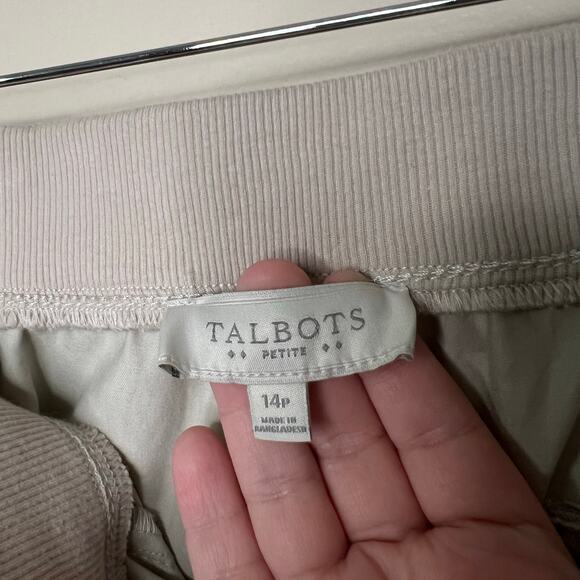 TALBOTS
PETITE
14P
MADE IN
BANGLADESH